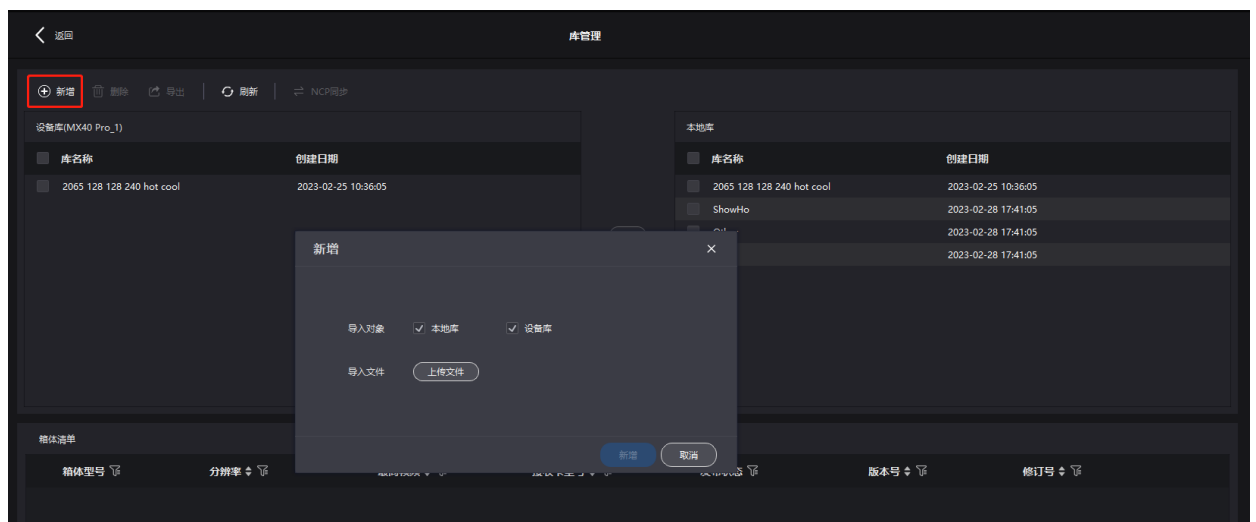 返回
库管理
新增 删除 导出 刷新 NCP同步
设备库(MX40 Pro_1)
本地库
库名称 创建日期
库名称 创建日期
2065 128 128 240 hot cool 2023-02-25 10:36:05
2065 128 128 240 hot cool 2023-02-25 10:36:05
ShowHo 2023-02-28 17:41:05
2023-02-28 17:41:05
2023-02-28 17:41:05
新增
导入对象 本地库 设备库
导入文件 上传文件
新增 取消
箱体清单
箱体型号 分辨率 版本号 修订号